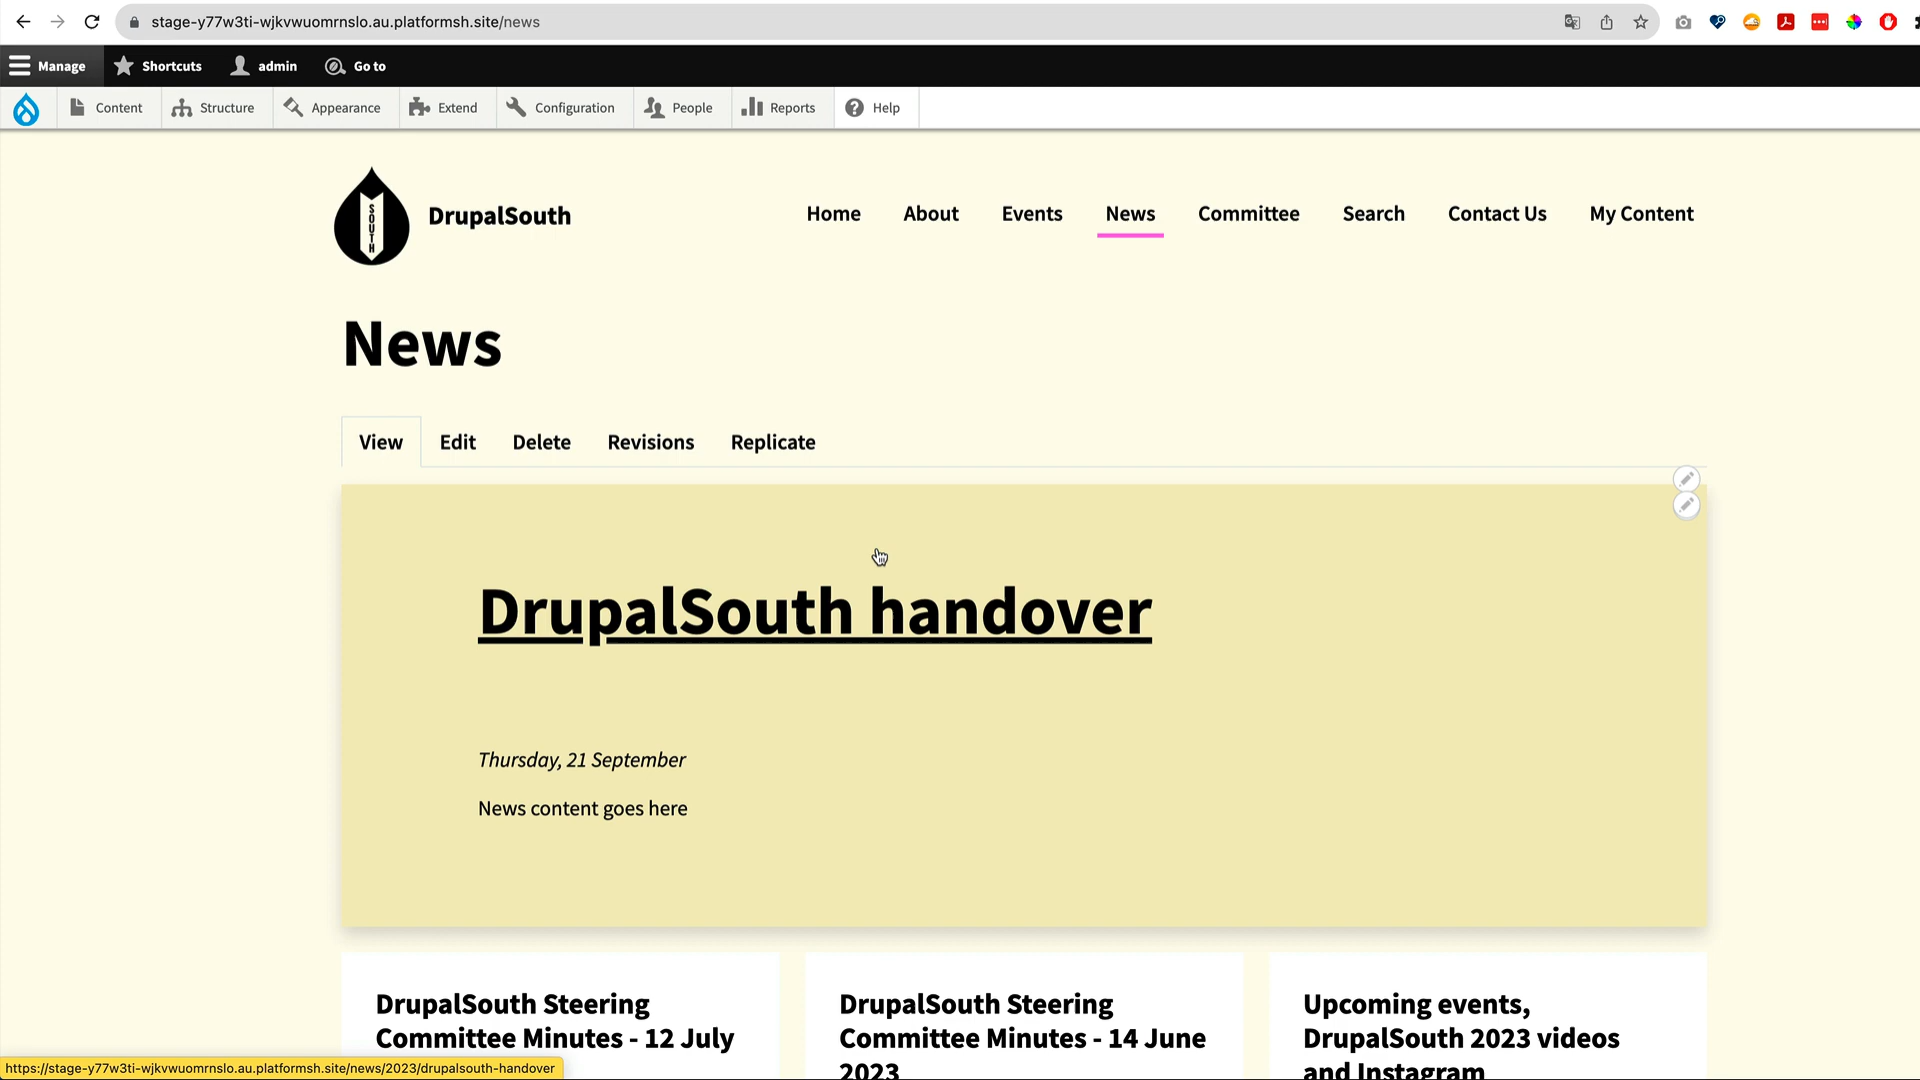 stage-y77w3ti-wjkvwuomrnslo.au.platformsh.site/news
Manage Shortcuts admin Go to
Content Structure Appearance Extend Configuration People Reports Help
SOUTH
DrupalSouth
Home About Events News Committee Search Contact Us My Content
News
View Edit Delete Revisions Replicate
DrupalSouth handover
Thursday, 21 September
News content goes here
DrupalSouth Steering
Committee Minutes - 12 July
DrupalSouth Steering
Committee Minutes - 14 June
2023
Upcoming events,
DrupalSouth 2023 videos
and Instagram
https://stage-y77w3ti-wjkvwuomrnslo.au.platformsh.site/news/2023/drupalsouth-handover